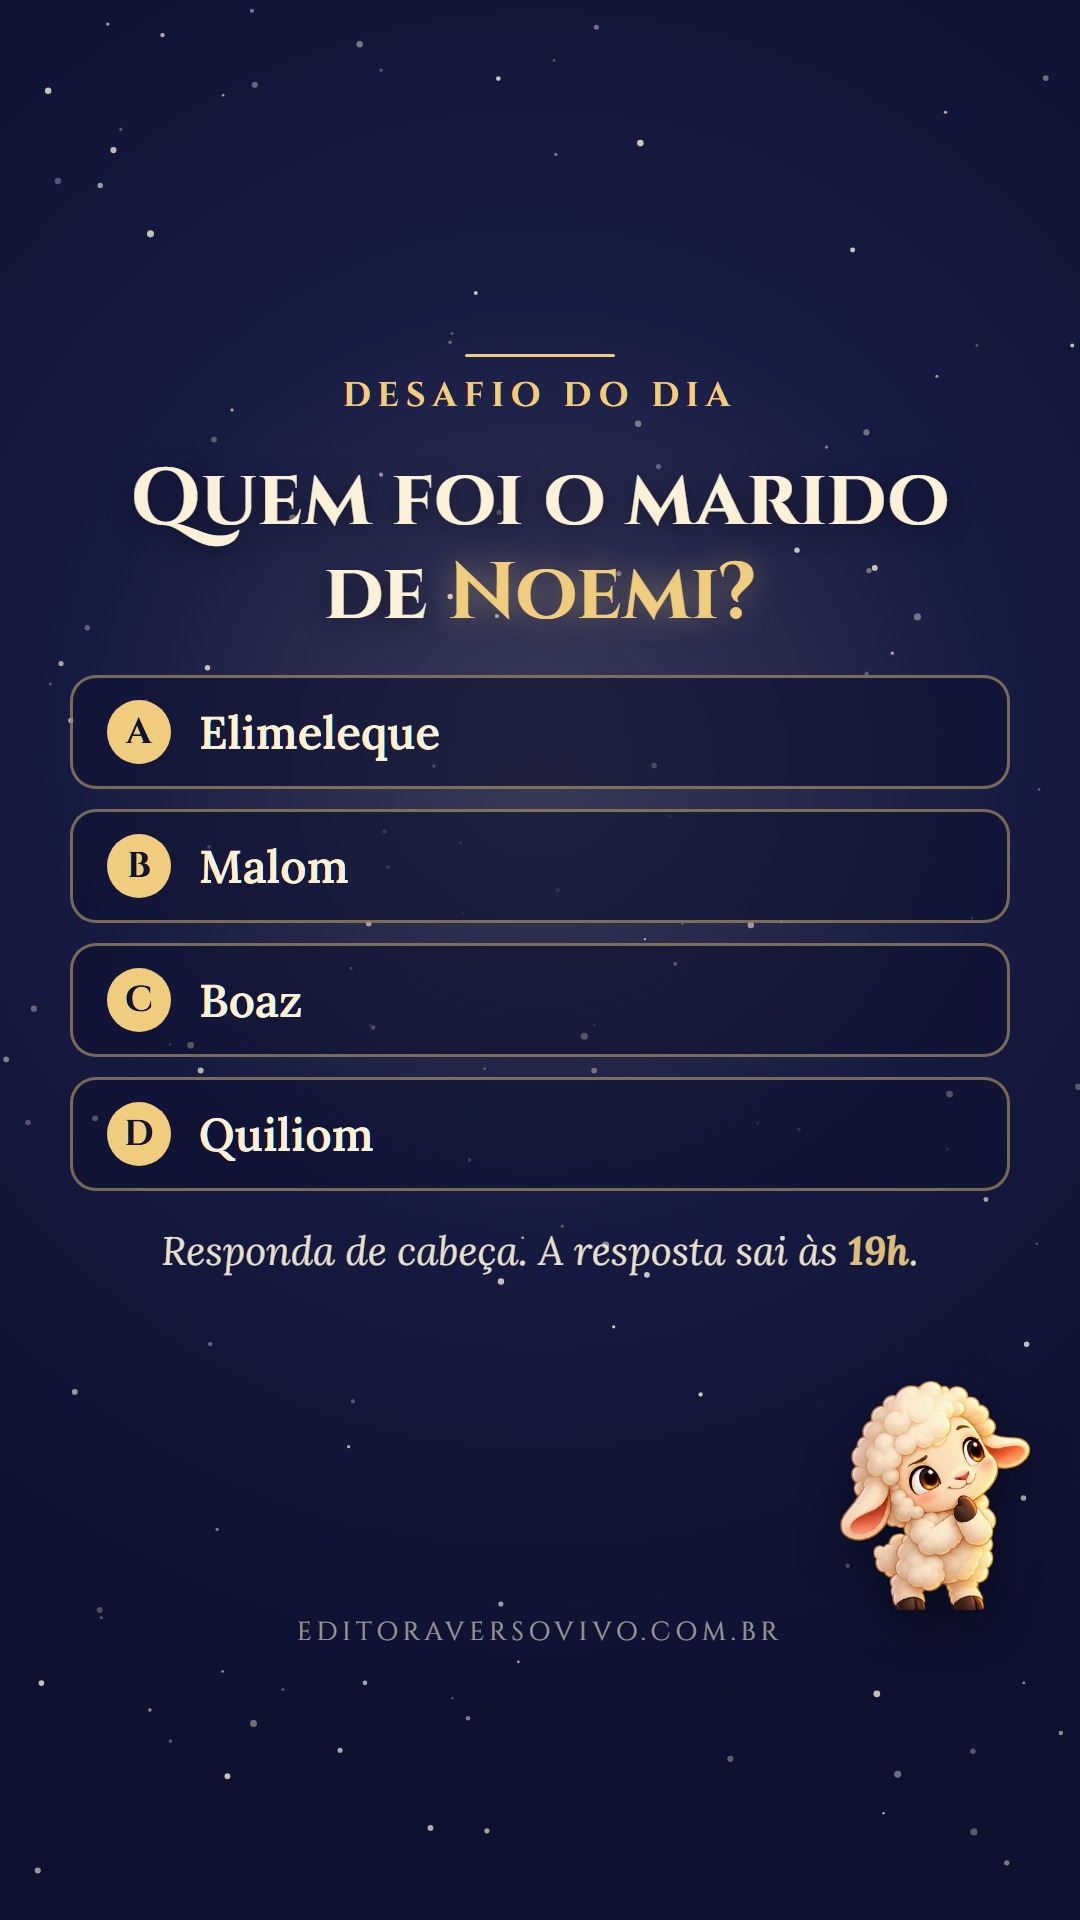 DESAFIO DO DIA
QUEM FOI O MARIDO
DE NOEMI?
A Elimeleque
B Malom
C Boaz
D Quiliom
Responda de cabeça. A resposta sai às 19h.
EDITORAVERSOVIVO.COM.BR